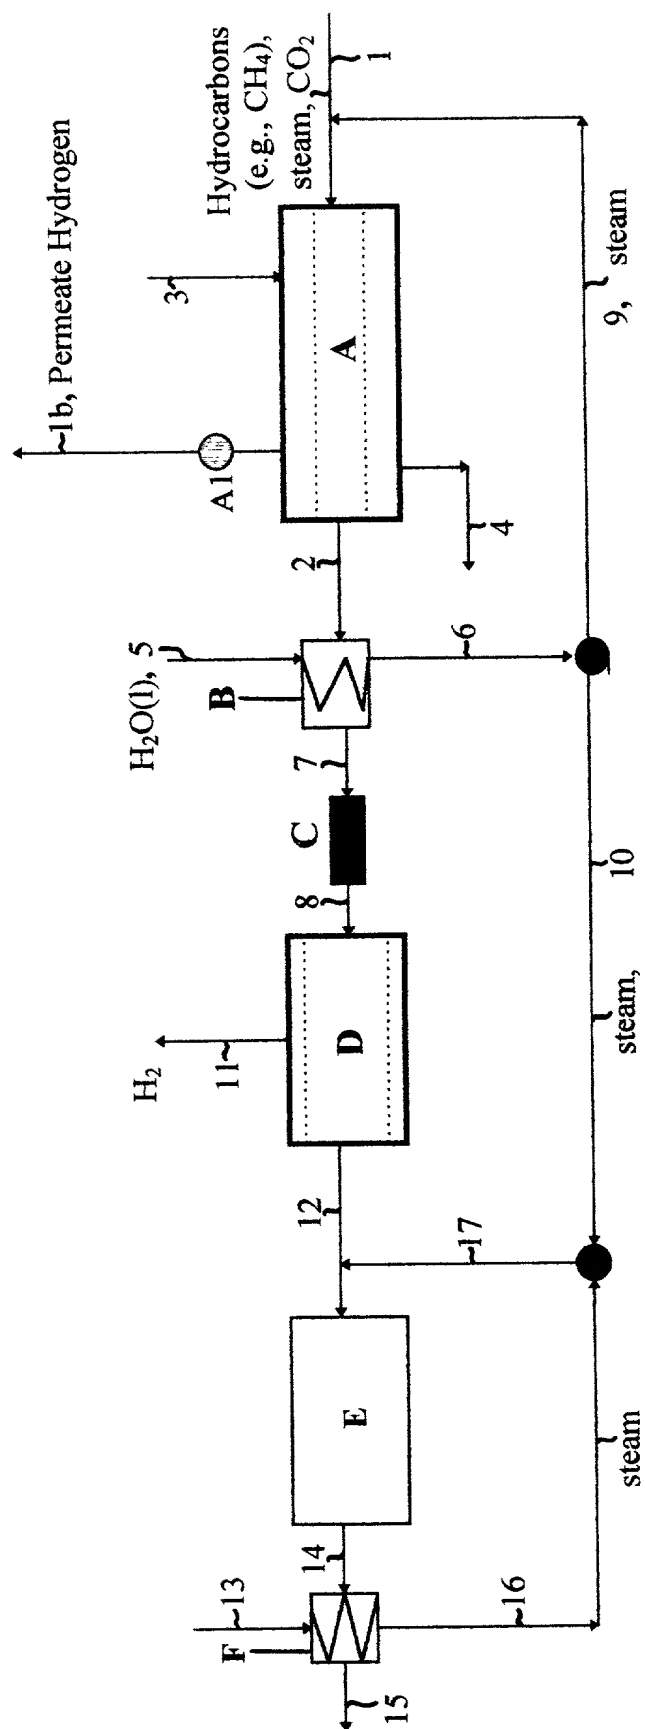 Hydrocarbons
(e.g., CH4),
steam, CO2
1
1b, Permeate Hydrogen
3
A1
A
4
2
H2O(l), 5
B
6
9, steam
7
C
8
10
steam,
H2
11
D
12
17
E
14
13
F
16
15
steam